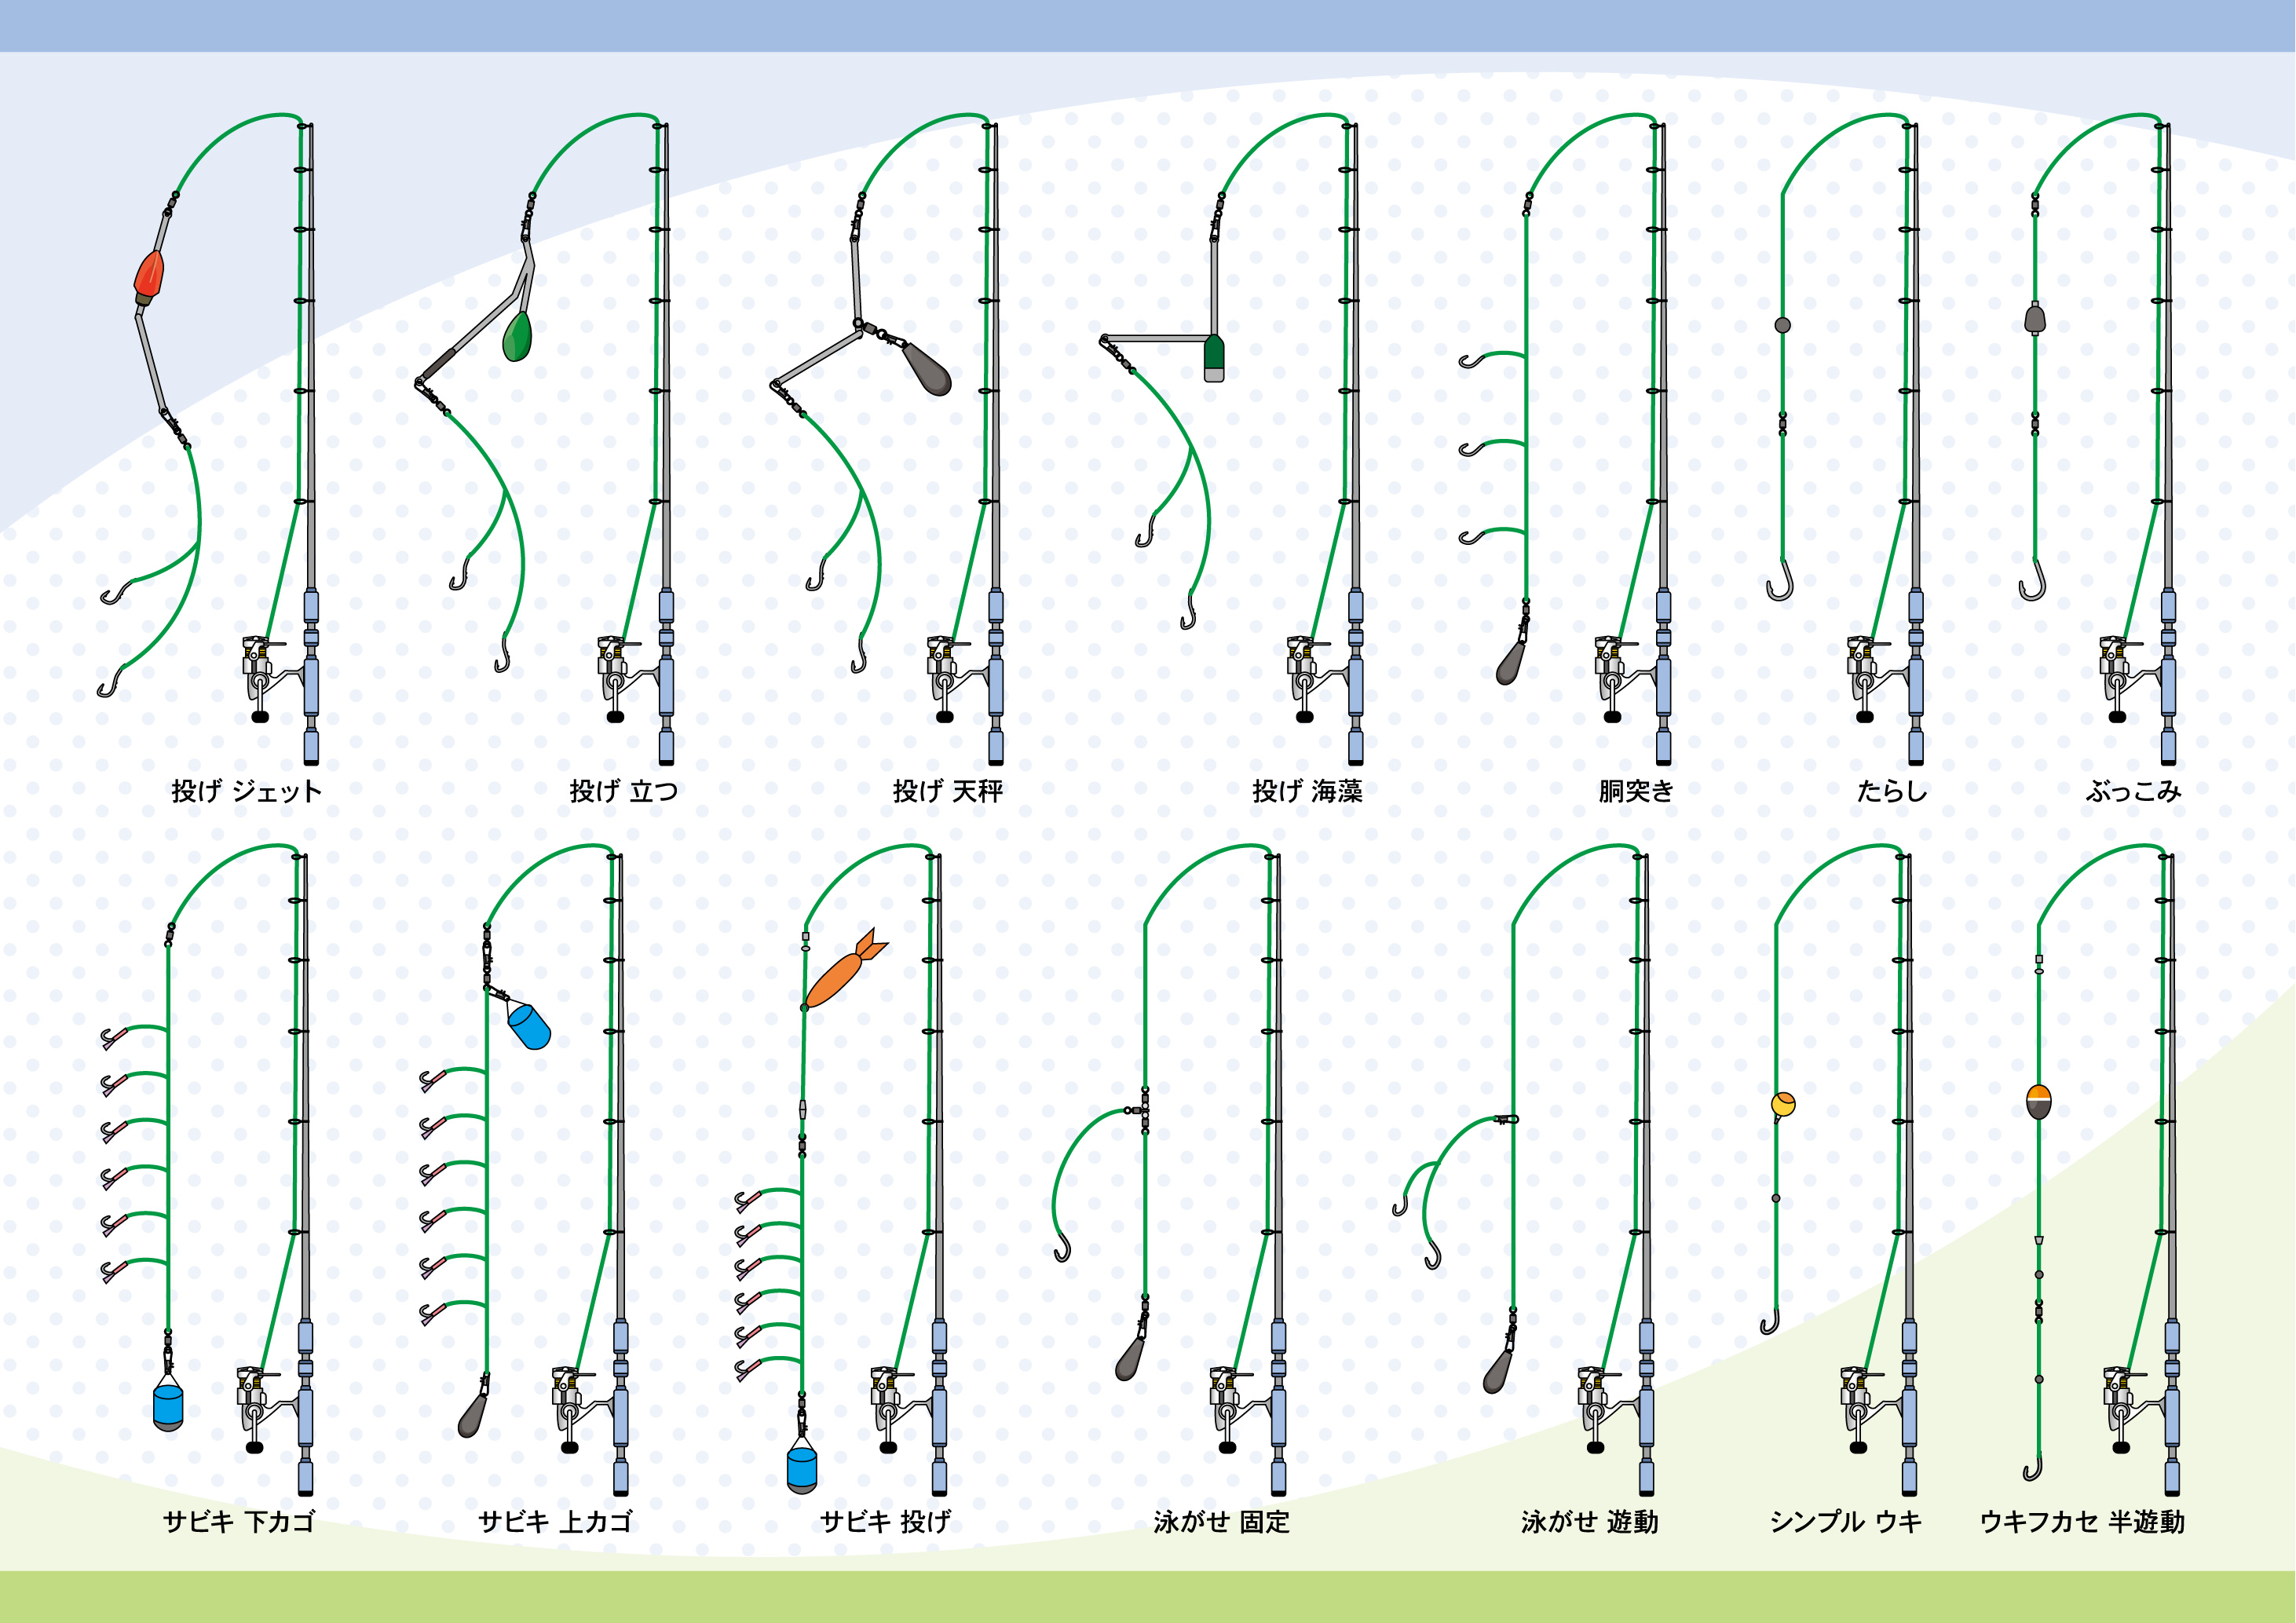 投げ ジェット
投げ 立つ
投げ 天秤
投げ 海藻
胴突き
たらし
ぶっこみ
サビキ 下カゴ
サビキ 上カゴ
サビキ 投げ
泳がせ 固定
泳がせ 遊動
シンプル ウキ
ウキフカセ 半遊動